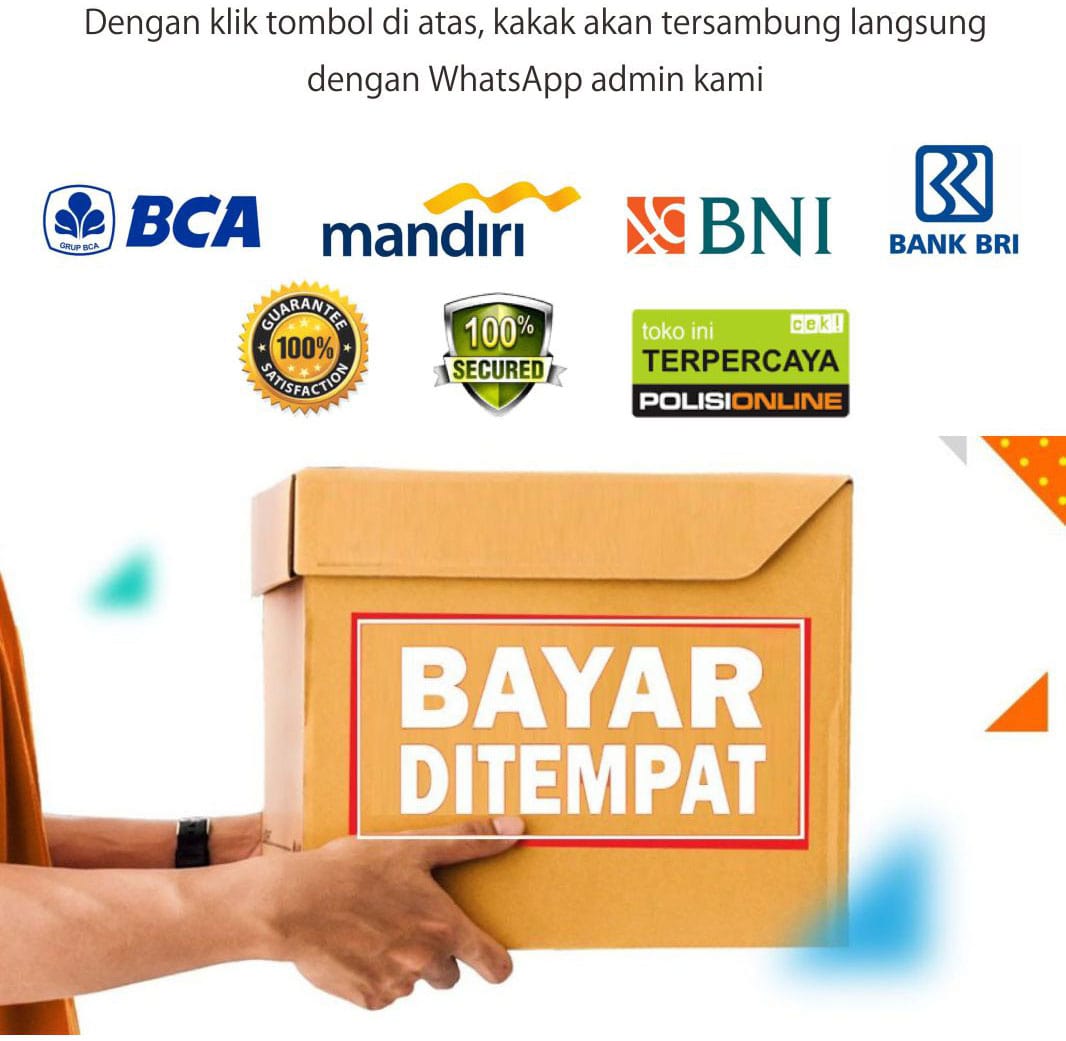 Dengan klik tombol di atas, kakak akan tersambung langsung
dengan WhatsApp admin kami
GRUP BCA
BCA
mandiri
BNI
BANK BRI
GUARANTEE
100%
SATISFACTION
100%
SECURED
toko ini
cek!
TERPERCAYA
POLISIONLINE
BAYAR
DITEMPAT